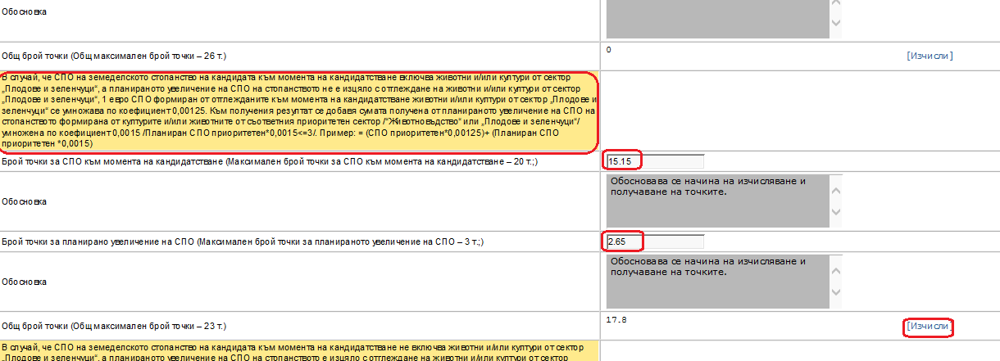 Обосновка
Общ брой точки (Общ максимален брой точки – 26 т.)
0
[Изчисли]
В случай, че СПО на земеделското стопанство на кандидата към момента на кандидатстване включва животни и/или култури от сектор
„Плодове и зеленчуци“, а планираното увеличение на СПО на стопанството не е изцяло с отглеждане на животни и/или култури от сектор
„Плодове и зеленчуци“, 1 евро СПО формиран от отглежданите към момента на кандидатстване животни и/или култури от сектор „Плодове и
зеленчуци“ се умножава по коефициент 0,00125. Към получения резултат се добавя сумата получена от планираното увеличение на СПО на
стопанството формирана от културите и/или животните от съответния приоритетен сектор /“Животновъдство“ или „Плодове и зеленчуци“/
умножена по коефициент 0,0015 /Планиран СПО приоритетен*0,0015<=3/. Пример: = (СПО приоритетен*0,00125)+ (Планиран СПО
приоритетен *0,0015)
Брой точки за СПО към момента на кандидатстване (Максимален брой точки за СПО към момента на кандидатстване – 20 т.;)
15.15
Обосновка
Обосновава се начина на изчисляване и
получаване на точките.
Брой точки за планирано увеличение на СПО (Максимален брой точки за планираното увеличение на СПО – 3 т.;)
2.65
Обосновка
Обосновава се начина на изчисляване и
получаване на точките.
Общ брой точки (Общ максимален брой точки – 23 т.)
17.8
[Изчисли]
В случай, че СПО на земеделското стопанство на кандидата към момента на кандидатстване не включва животни и/или култури от сектор
„Плодове и зеленчуци“, а планираното увеличение на СПО на стопанството е изцяло с отглеждане на животни и/или култури от сектор